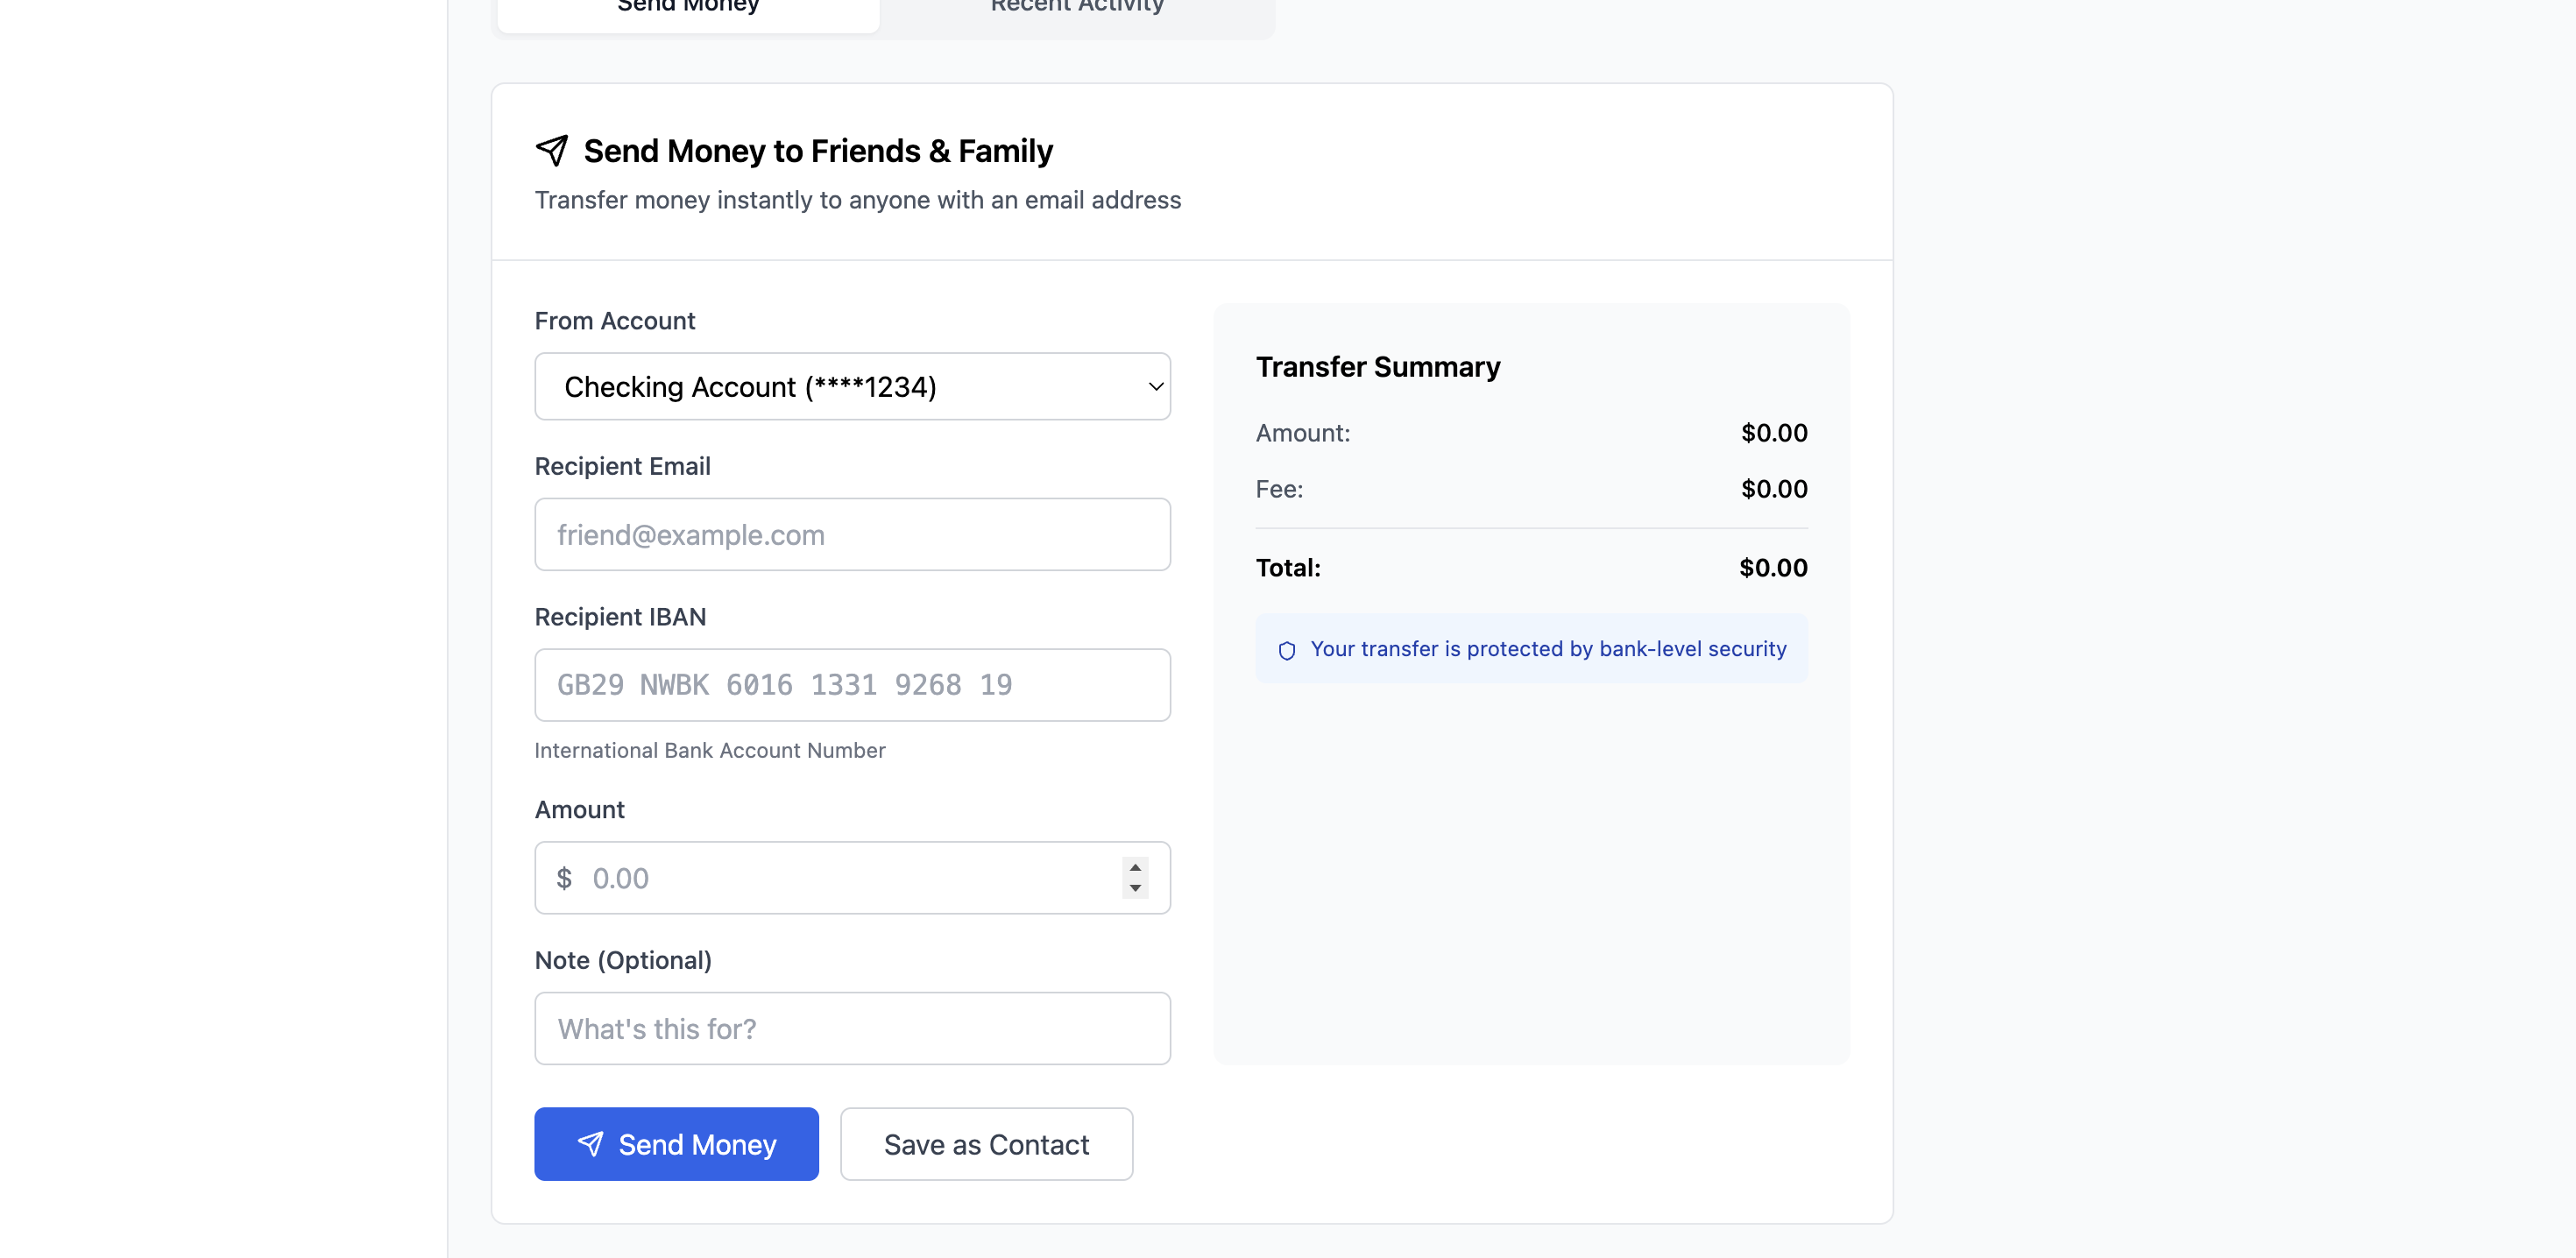 Send Money
Recent Activity
Send Money to Friends & Family
Transfer money instantly to anyone with an email address
From Account
Checking Account (****1234)
Recipient Email
friend@example.com
Recipient IBAN
GB29 NWBK 6016 1331 9268 19
International Bank Account Number
Amount
$ 0.00
Note (Optional)
What's this for?
Send Money
Save as Contact
Transfer Summary
Amount: $0.00
Fee: $0.00
Total: $0.00
Your transfer is protected by bank-level security